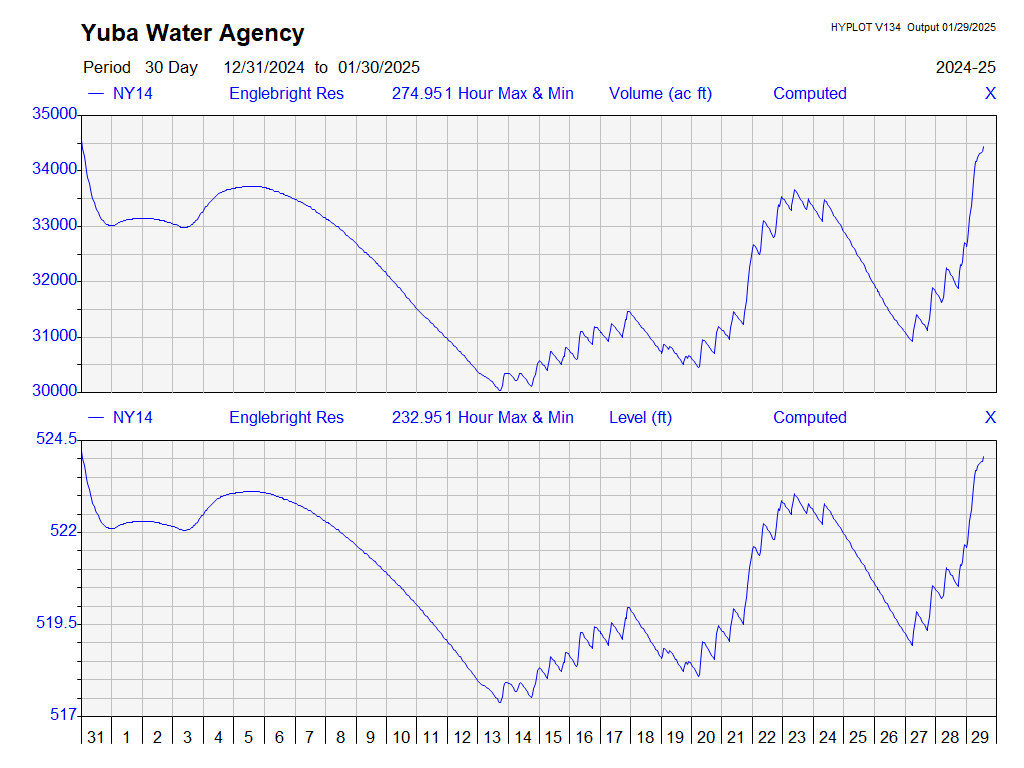 Yuba Water Agency
HYPLOT V134 Output 01/29/2025
Period 30 Day 12/31/2024 to 01/30/2025
2024-25
NY14 Englebright Res 274.951 Hour Max & Min Volume (ac ft) Computed X
35000
34000
33000
32000
31000
30000
NY14 Englebright Res 232.951 Hour Max & Min Level (ft) Computed X
524.5
522
519.5
517
31 1 2 3 4 5 6 7 8 9 10 11 12 13 14 15 16 17 18 19 20 21 22 23 24 25 26 27 28 29